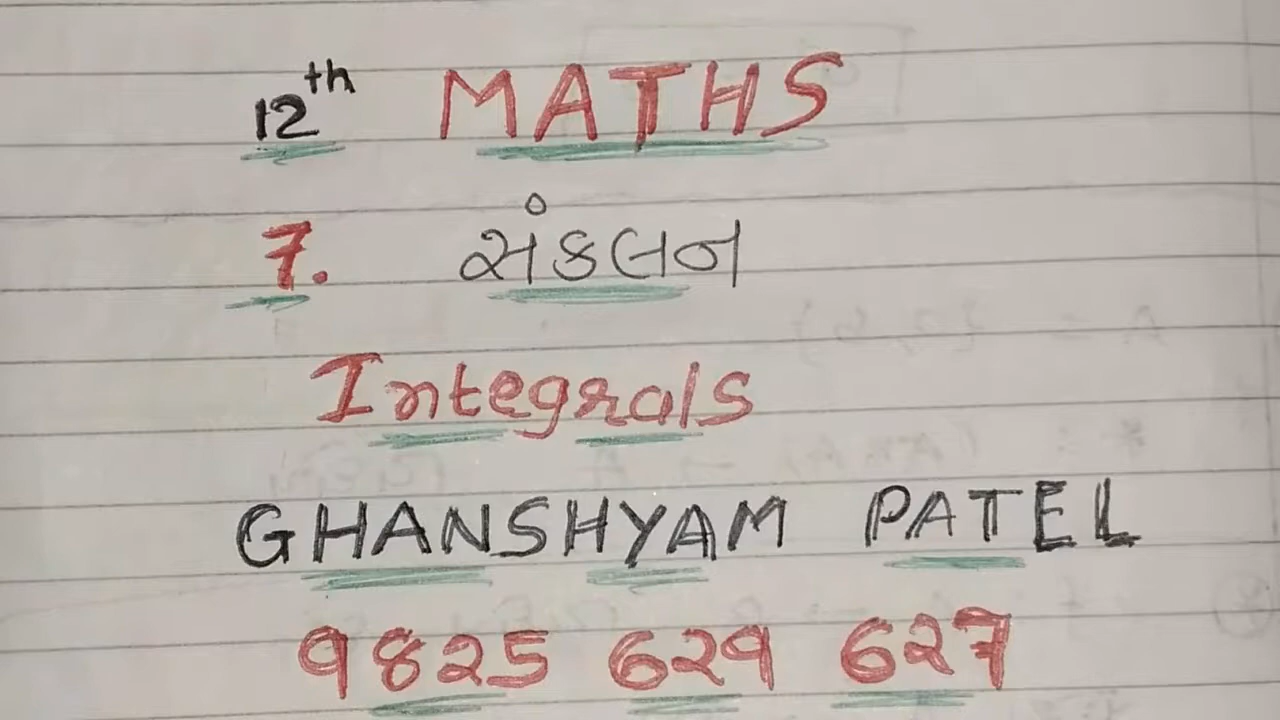 12th MATHS
7. સંકલન
Integrals
GHANSHYAM PATEL
9825 629 627